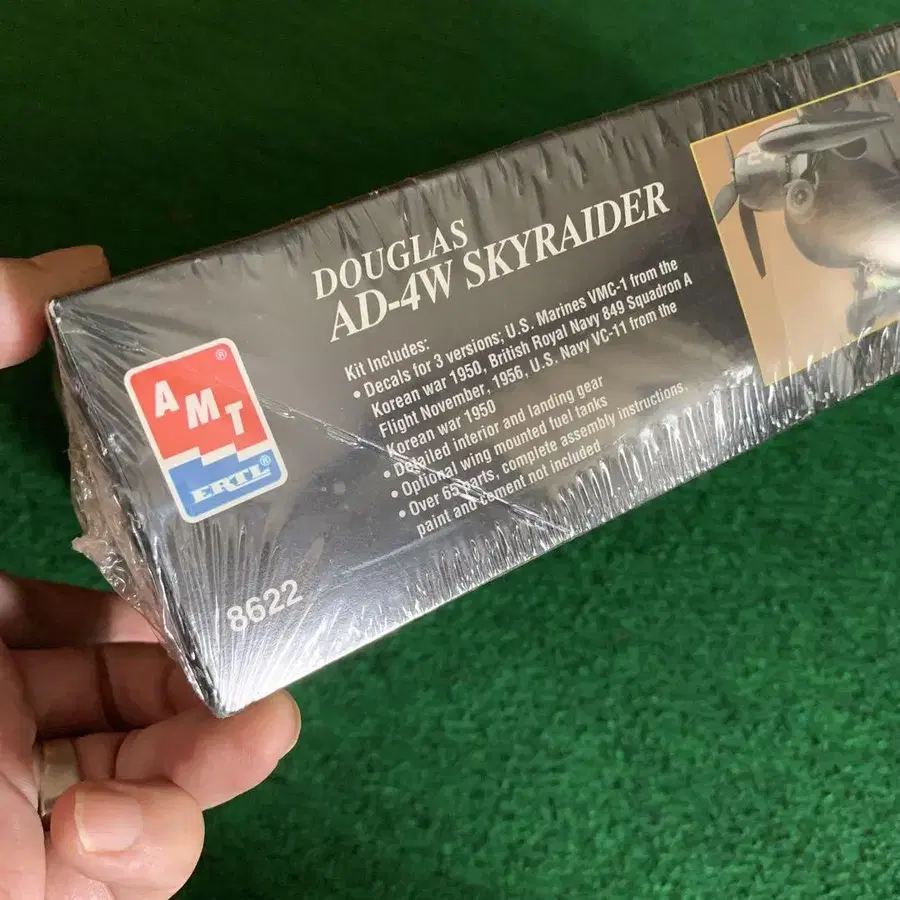 DOUGLAS
AD-4W SKYRAIDER
Kit Includes:
• Decals for 3 versions; U.S. Marines VMC-1 from the
Korean war 1950, British Royal Navy 849 Squadron A
Flight November, 1956, U.S. Navy VC-11 from the
Korean war 1950
• Detailed interior and landing gear
• Optional wing mounted fuel tanks
• Over 65 parts, complete assembly instructions,
paint and cement not included
AMT®
ERTL®
8622
24